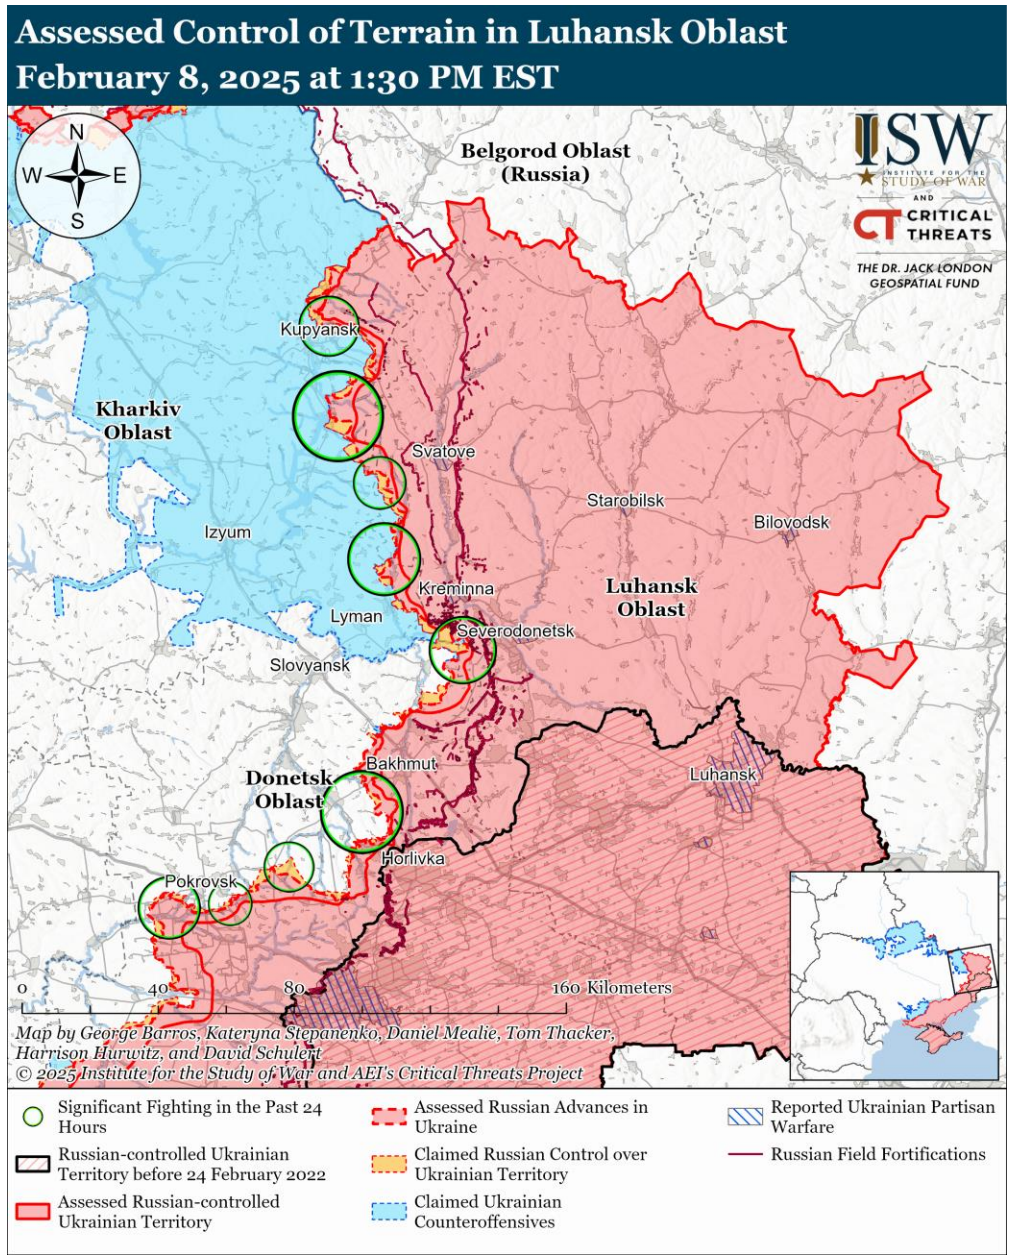 Assessed Control of Terrain in Luhansk Oblast
February 8, 2025 at 1:30 PM EST
N
W
E
S
Belgorod Oblast
(Russia)
ISW
INSTITUTE FOR THE
STUDY OF WAR
AND
CT CRITICAL
THREATS
THE DR. JACK LONDON
GEOSPATIAL FUND
Kupyansk
Kharkiv
Oblast
Svatove
Starobilsk
Bilovodsk
Izyum
Kreminna
Luhansk
Oblast
Lyman
Severodonetsk
Slovyansk
Bakhmut
Donetsk
Oblast
Luhansk
Horlivka
Pokrovsk
0
40
80
160 Kilometers
Map by George Barros, Kateryna Stepanenko, Daniel Mealie, Tom Thacker,
Harrison Hurwitz, and David Schulert
© 2025 Institute for the Study of War and AEI's Critical Threats Project
Significant Fighting in the Past 24
Hours
Russian-controlled Ukrainian
Territory before 24 February 2022
Assessed Russian-controlled
Ukrainian Territory
Assessed Russian Advances in
Ukraine
Claimed Russian Control over
Ukrainian Territory
Claimed Ukrainian
Counteroffensives
Reported Ukrainian Partisan
Warfare
Russian Field Fortifications